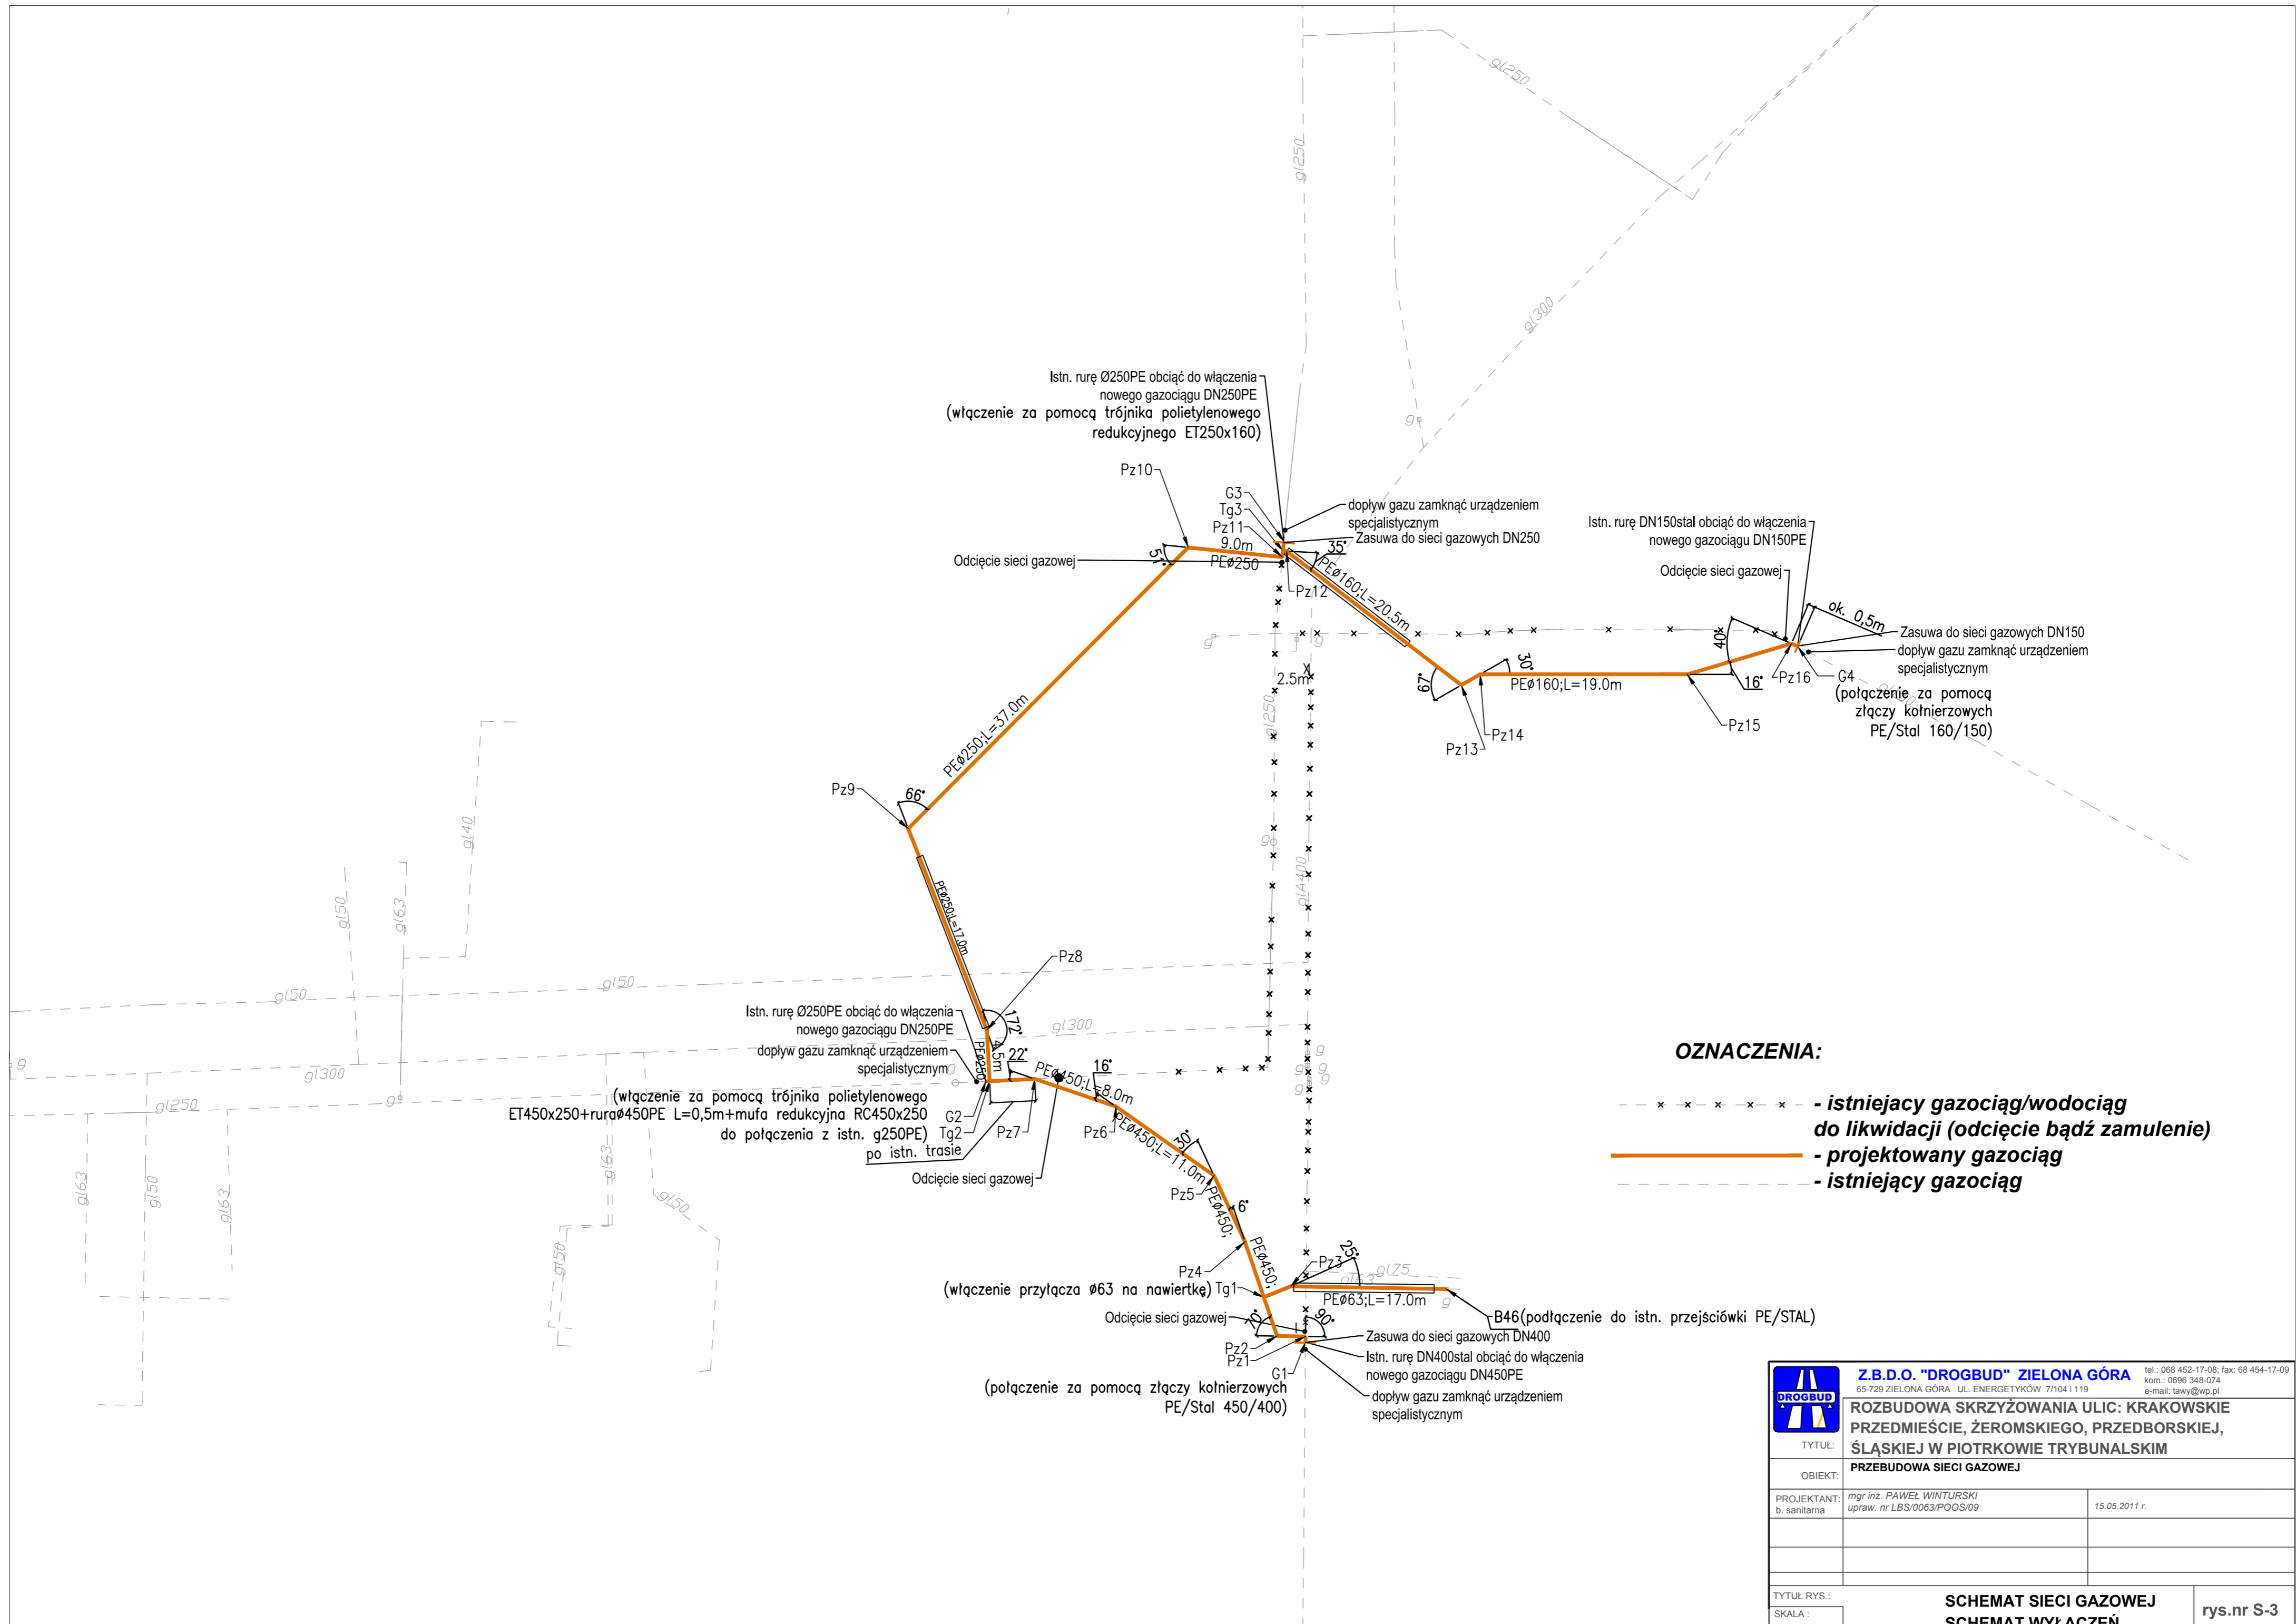 gl250
gl250
gl300
g
Istn. rurę Ø250PE obciąć do włączenia
nowego gazociągu DN250PE
(włączenie za pomocą trójnika polietylenowego
redukcyjnego ET250x160)
Pz10
G3
Tg3
Pz11
9.0m
PEø250
51°
Odcięcie sieci gazowej
dopływ gazu zamknąć urządzeniem
specjalistycznym
Zasuwa do sieci gazowych DN250
35°
PEø160;L=20.5m
Pz12
Istn. rurę DN150stal obciąć do włączenia
nowego gazociągu DN150PE
Odcięcie sieci gazowej
ok. 0,5m
40°
Zasuwa do sieci gazowych DN150
dopływ gazu zamknąć urządzeniem
specjalistycznym
g
g
2.5m
67°
30°
PEø160;L=19.0m
16°
Pz16
G4
(połączenie za pomocą
złączy kołnierzowych
PE/Stal 160/150)
Pz13
Pz14
Pz15
gl250
PEø250;L=37.0m
Pz9
66°
gl40
gl50
gl63
g
glA400
PEø250;L=17.0m
Pz8
gl50
gl50
Istn. rurę Ø250PE obciąć do włączenia
nowego gazociągu DN250PE
dopływ gazu zamknąć urządzeniem
specjalistycznym
172°
gl300
4.5m
PEø250
22°
PEø450;L=8.0m
16°
g
g
g
g
g
g
g
gl300
gl250
g
(włączenie za pomocą trójnika polietylenowego
ET450x250+ruraø450PE L=0,5m+mufa redukcyjna RC450x250
do połączenia z istn. g250PE)
G2
Tg2
po istn. trasie
Pz7
Pz6
Odcięcie sieci gazowej
PEø450;L=11.0m
30°
Pz5
PEø450;
6°
PEø450;
Pz4
gl63
gl50
gl63
gl63
gl50
gl50
OZNACZENIA:
- istniejacy gazociąg/wodociąg
do likwidacji (odcięcie bądź zamulenie)
- projektowany gazociąg
- istniejący gazociąg
(włączenie przyłącza ø63 na nawiertkę) Tg1
Pz3
25°
gl75
gl63
PEø63;L=17.0m
g
B46(podłączenie do istn. przejściówki PE/STAL)
Odcięcie sieci gazowej
70°
90°
Pz2
Pz1
G1
Zasuwa do sieci gazowych DN400
Istn. rurę DN400stal obciąć do włączenia
nowego gazociągu DN450PE
dopływ gazu zamknąć urządzeniem
specjalistycznym
(połączenie za pomocą złączy kołnierzowych
PE/Stal 450/400)
DROGBUD
Z.B.D.O. "DROGBUD" ZIELONA GÓRA
65-729 ZIELONA GÓRA UL. ENERGETYKÓW 7/104 i 119
tel.: 068 452-17-08; fax: 68 454-17-09
kom.: 0696 348-074
e-mail: tawy@wp.pl
TYTUŁ:
ROZBUDOWA SKRZYŻOWANIA ULIC: KRAKOWSKIE
PRZEDMIEŚCIE, ŻEROMSKIEGO, PRZEDBORSKIEJ,
ŚLĄSKIEJ W PIOTRKOWIE TRYBUNALSKIM
OBIEKT:
PRZEBUDOWA SIECI GAZOWEJ
PROJEKTANT:
b. sanitarna
mgr inż. PAWEŁ WINTURSKI
upraw. nr LBS/0063/POOS/09
15.05.2011 r.
TYTUŁ RYS.:
SCHEMAT SIECI GAZOWEJ
SCHEMAT WYŁĄCZEŃ
SKALA :
rys.nr S-3